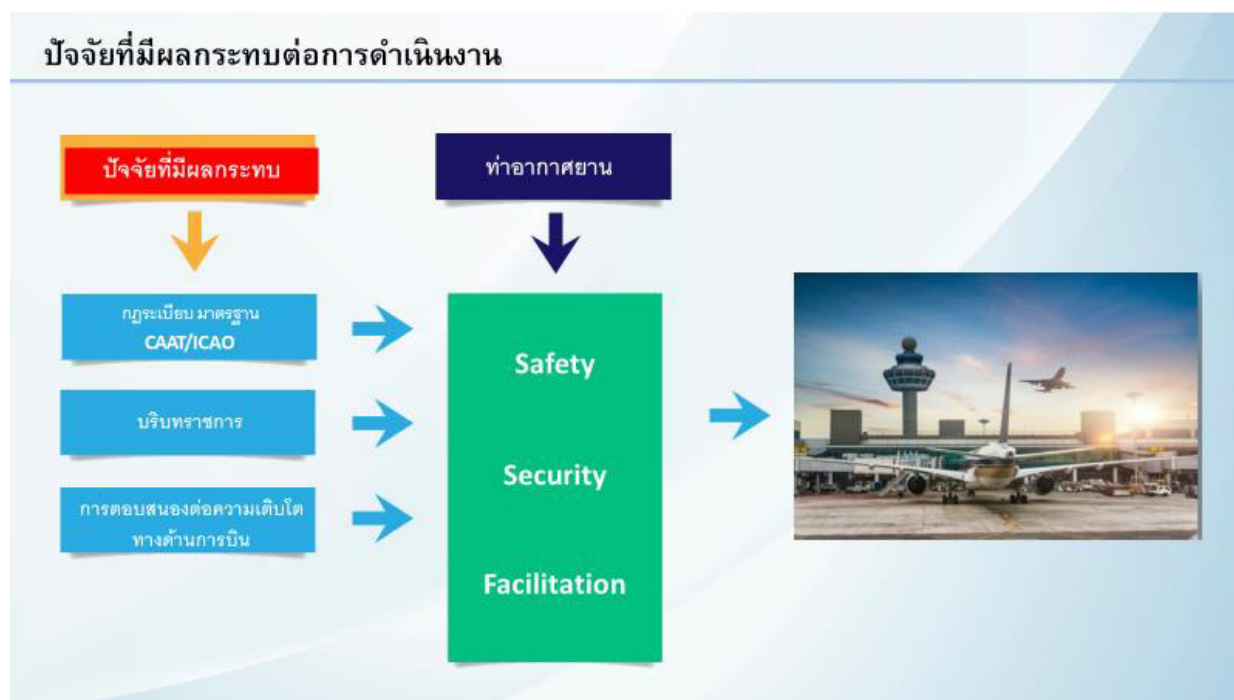 ปัจจัยที่มีผลกระทบต่อการดำเนินงาน
ปัจจัยที่มีผลกระทบ
ท่าอากาศยาน
กฎระเบียบ มาตรฐาน
CAAT/ICAO
บริบทราชการ
การตอบสนองต่อความเติบโต
ทางด้านการบิน
Safety
Security
Facilitation